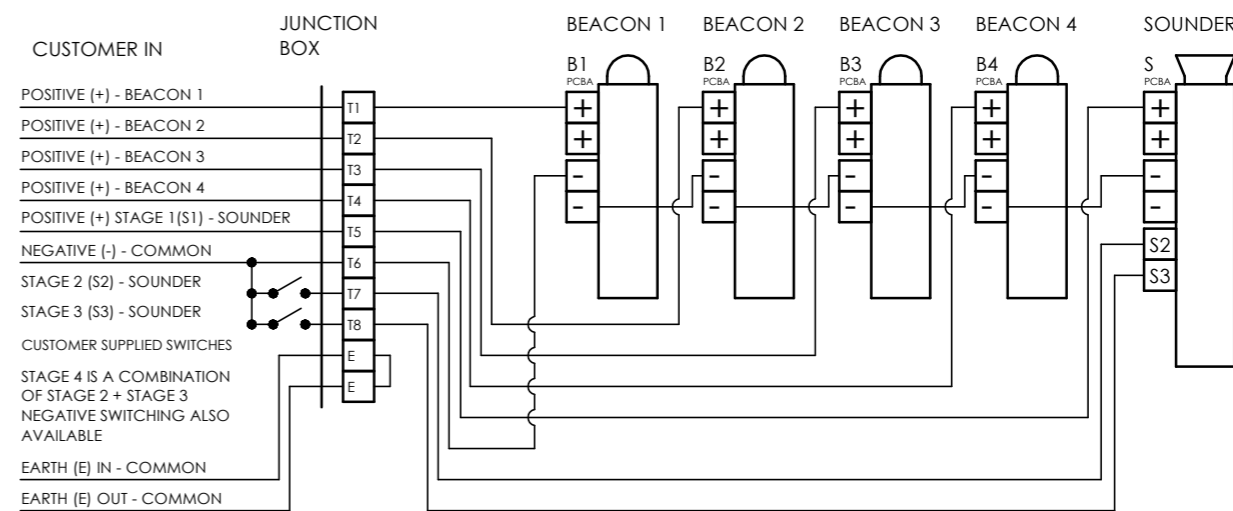 CUSTOMER IN
JUNCTION
BOX
BEACON 1
BEACON 2
BEACON 3
BEACON 4
SOUNDER
B1
PCBA
B2
PCBA
B3
PCBA
B4
PCBA
S
PCBA
POSITIVE (+) - BEACON 1
T1
+
+
+
+
+
POSITIVE (+) - BEACON 2
T2
+
+
+
+
+
POSITIVE (+) - BEACON 3
T3
-
-
-
-
-
POSITIVE (+) - BEACON 4
T4
-
-
-
-
-
POSITIVE (+) STAGE 1(S1) - SOUNDER
T5
NEGATIVE (-) - COMMON
T6
S2
STAGE 2 (S2) - SOUNDER
T7
S3
STAGE 3 (S3) - SOUNDER
T8
CUSTOMER SUPPLIED SWITCHES
E
STAGE 4 IS A COMBINATION
E
OF STAGE 2 + STAGE 3
NEGATIVE SWITCHING ALSO
AVAILABLE
EARTH (E) IN - COMMON
EARTH (E) OUT - COMMON